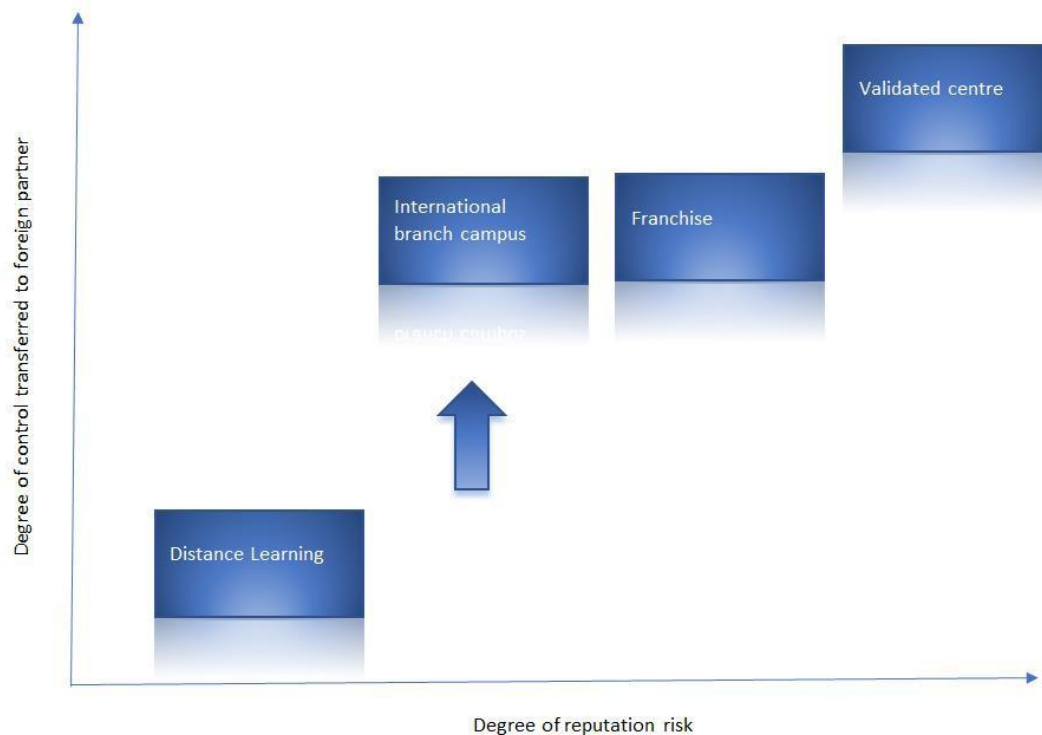 Degree of control transferred to foreign partner
Validated centre
International
branch campus
Franchise
Distance Learning
Degree of reputation risk